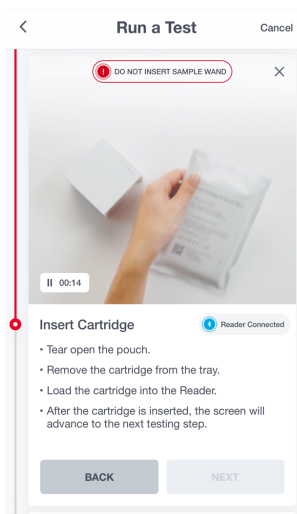 Run a Test
Cancel
! DO NOT INSERT SAMPLE WAND
00:14
Insert Cartridge
Reader Connected
• Tear open the pouch.
• Remove the cartridge from the tray.
• Load the cartridge into the Reader.
• After the cartridge is inserted, the screen will
advance to the next testing step.
BACK
NEXT